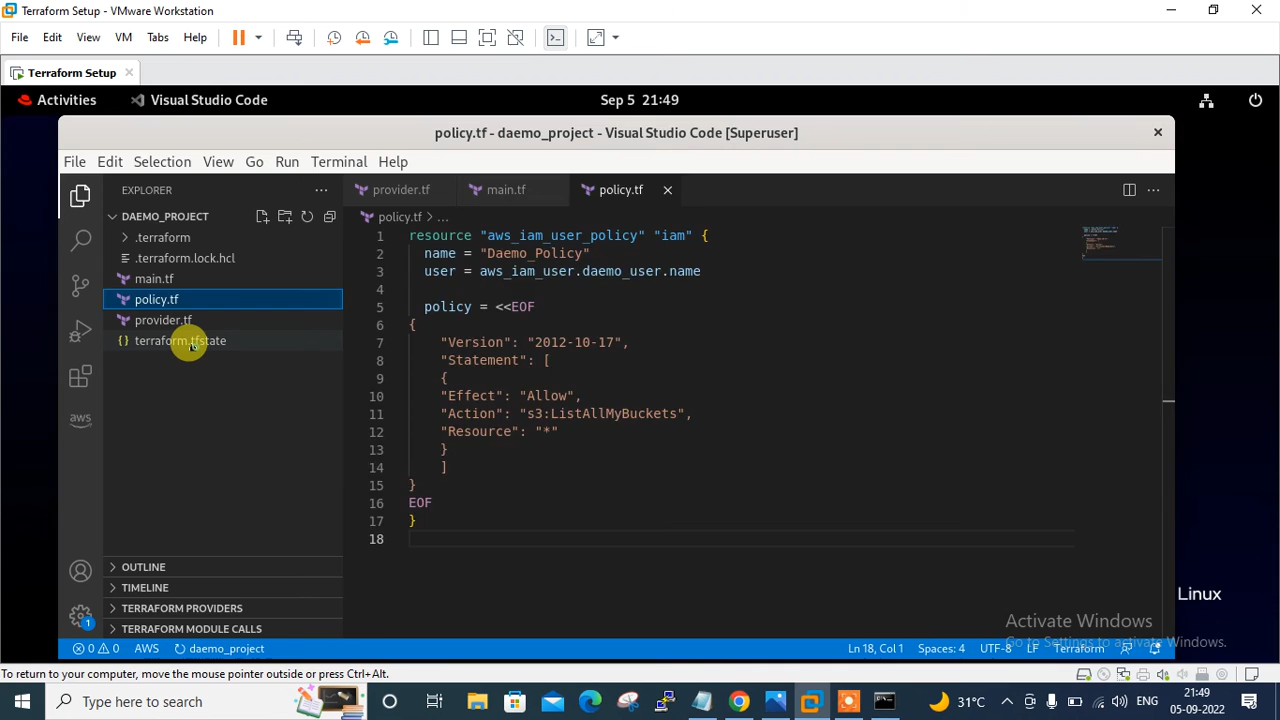 Terraform Setup - VMware Workstation
File Edit View VM Tabs Help
Terraform Setup
Activities Visual Studio Code Sep 5 21:49
policy.tf - daemo_project - Visual Studio Code [Superuser]
File Edit Selection View Go Run Terminal Help
EXPLORER
DAEMO_PROJECT
.terraform
.terraform.lock.hcl
main.tf
policy.tf
provider.tf
terraform.tfstate
OUTLINE
TIMELINE
TERRAFORM PROVIDERS
TERRAFORM MODULE CALLS
aws
1
provider.tf main.tf policy.tf
policy.tf > ...
1 resource "aws_iam_user_policy" "iam" {
2 name = "Daemo_Policy"
3 user = aws_iam_user.daemo_user.name
4
5 policy = <<EOF
6 {
7 "Version": "2012-10-17",
8 "Statement": [
9 {
10 "Effect": "Allow",
11 "Action": "s3:ListAllMyBuckets",
12 "Resource": "*"
13 }
14 ]
15 }
16 EOF
17 }
18
Linux
Activate Windows
Go to Settings to activate Windows.
0 0 AWS daemo_project Ln 18, Col 1 Spaces: 4 UTF-8 LF Terraform
To return to your computer, move the mouse pointer outside or press Ctrl+Alt.
Type here to search 31°C ENG 21:49
05-09-2022